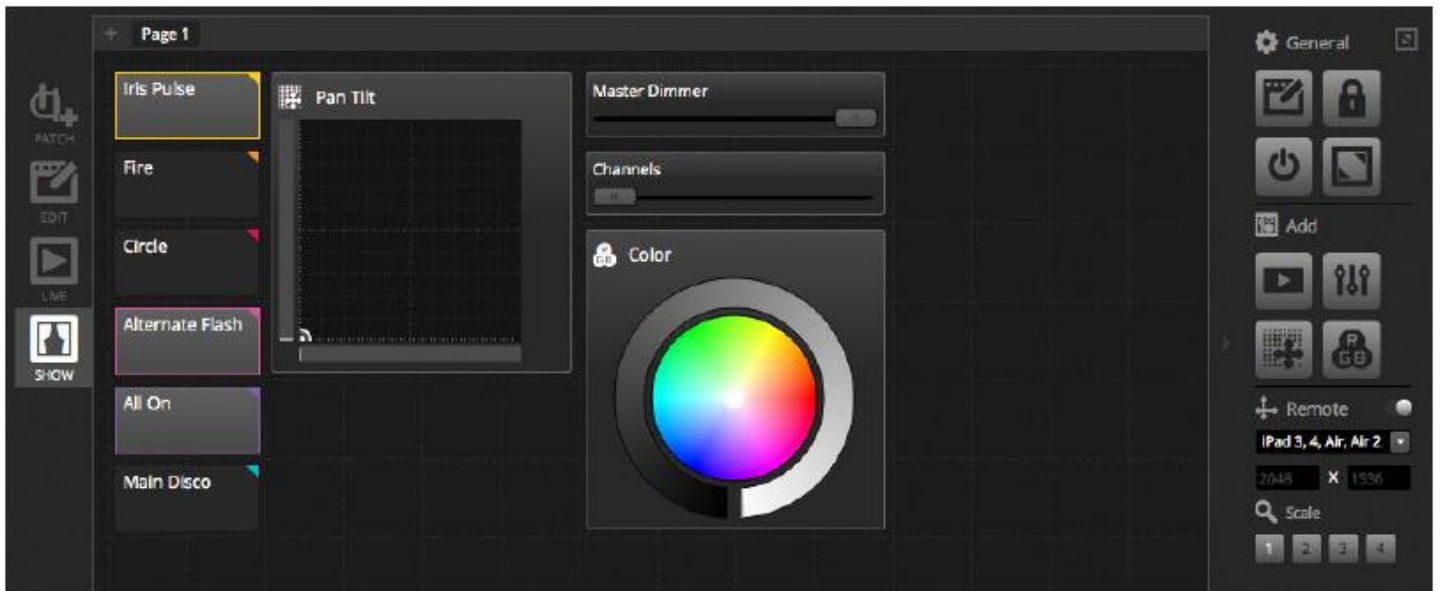 + Page 1
PATCH
EDIT
LIVE
SHOW
Iris Pulse
Fire
Circle
Alternate Flash
All On
Main Disco
Pan Tilt
Master Dimmer
Channels
R
G B
Color
General
Add
R
G B
Remote
iPad 3, 4, Air, Air 2
2048 X 1536
Scale
1 2 3 4